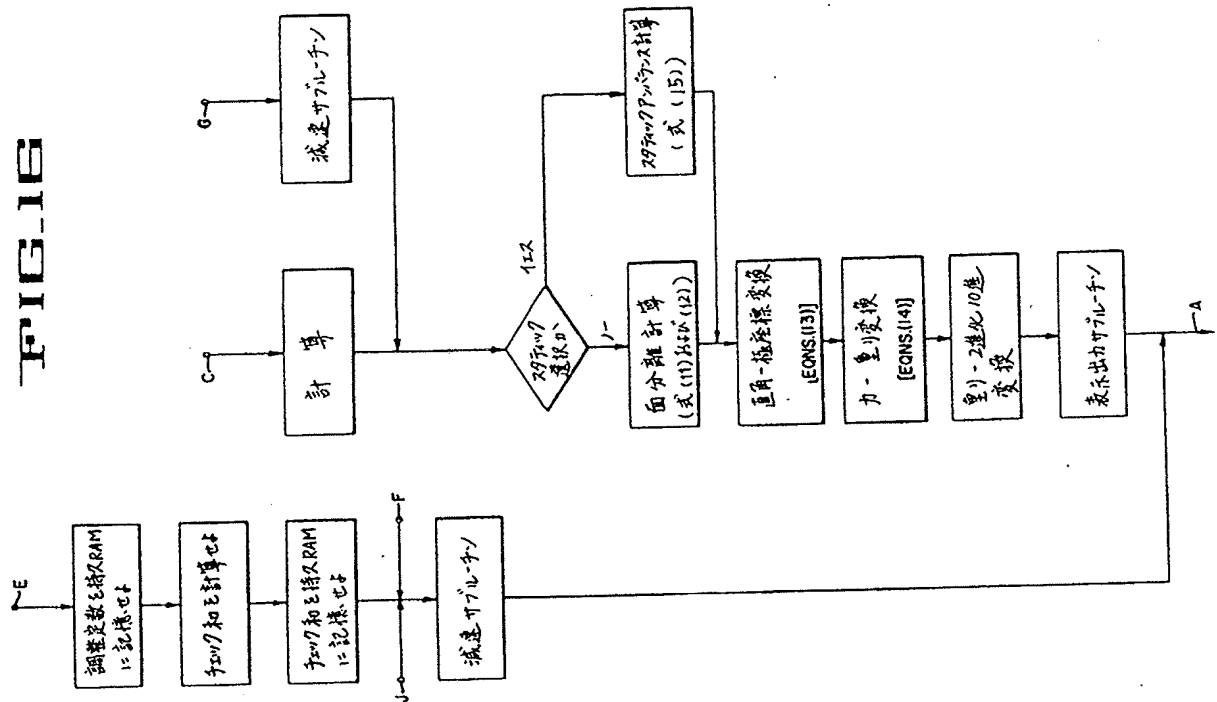 FIG_16
E
調整定数を持久RAM
に記憶せよ
チェック和を計算せよ
チェック和を持久RAM
に記憶せよ
J
F
減速サブルーチン
C
計算
G
減速サブルーチン
スタティック
選択か
イエス
ノー
面分離計算
(式(11)および(12))
スタティックアンバランス計算
(式(15))
直角-極座標変換
[EQNS.(13)]
力-重り変換
[EQNS.(14)]
重り-2進化10進
変換
表示出力サブルーチン
A